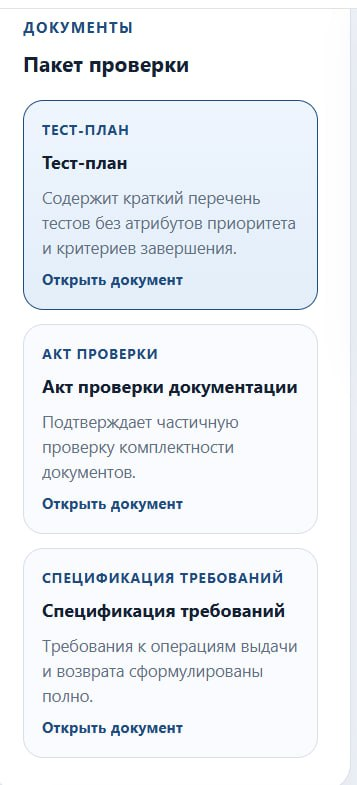 ДОКУМЕНТЫ
Пакет проверки
ТЕСТ-ПЛАН
Тест-план
Содержит краткий перечень
тестов без атрибутов приоритета
и критериев завершения.
Открыть документ
АКТ ПРОВЕРКИ
Акт проверки документации
Подтверждает частичную
проверку комплектности
документов.
Открыть документ
СПЕЦИФИКАЦИЯ ТРЕБОВАНИЙ
Спецификация требований
Требования к операциям выдачи
и возврата сформулированы
полно.
Открыть документ